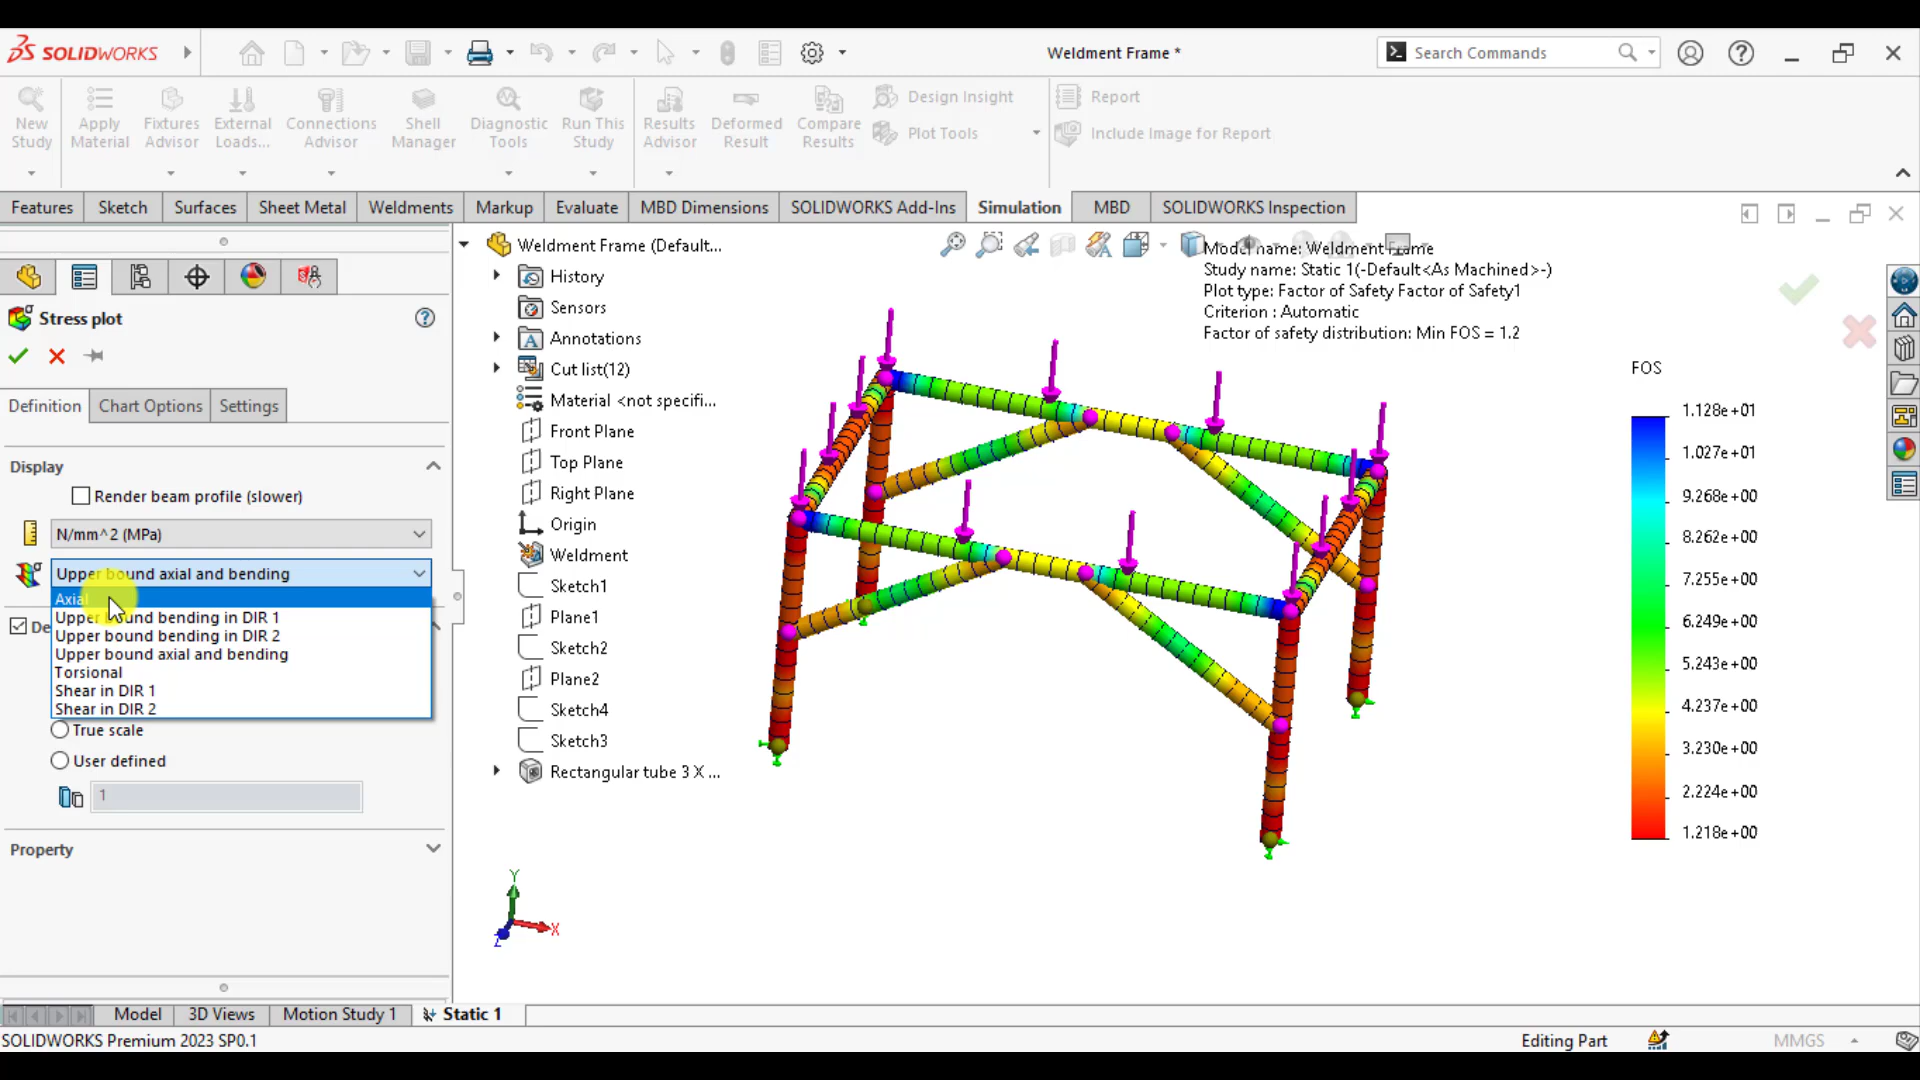 SOLIDWORKS
Weldment Frame *
Search Commands
New Study
Apply Material
Fixtures Advisor
External Loads...
Connections Advisor
Shell Manager
Diagnostic Tools
Run This Study
Results Advisor
Deformed Result
Compare Results
Design Insight
Plot Tools
Report
Include Image for Report
Features
Sketch
Surfaces
Sheet Metal
Weldments
Markup
Evaluate
MBD Dimensions
SOLIDWORKS Add-Ins
Simulation
MBD
SOLIDWORKS Inspection
Stress plot
Definition
Chart Options
Settings
Display
Render beam profile (slower)
N/mm^2 (MPa)
Upper bound axial and bending
Axial
Upper bound bending in DIR 1
Upper bound bending in DIR 2
Upper bound axial and bending
Torsional
Shear in DIR 1
Shear in DIR 2
De
True scale
User defined
1
Property
Weldment Frame (Default...
History
Sensors
Annotations
Cut list(12)
Material <not specifi...
Front Plane
Top Plane
Right Plane
Origin
Weldment
Sketch1
Plane1
Sketch2
Plane2
Sketch4
Sketch3
Rectangular tube 3 X ...
Model name: Weldment Frame
Study name: Static 1(-Default<As Machined>-)
Plot type: Factor of Safety Factor of Safety1
Criterion : Automatic
Factor of safety distribution: Min FOS = 1.2
FOS
1.128e+01
1.027e+01
9.268e+00
8.262e+00
7.255e+00
6.249e+00
5.243e+00
4.237e+00
3.230e+00
2.224e+00
1.218e+00
Y
X
Z
Model
3D Views
Motion Study 1
Static 1
SOLIDWORKS Premium 2023 SP0.1
Editing Part
MMGS